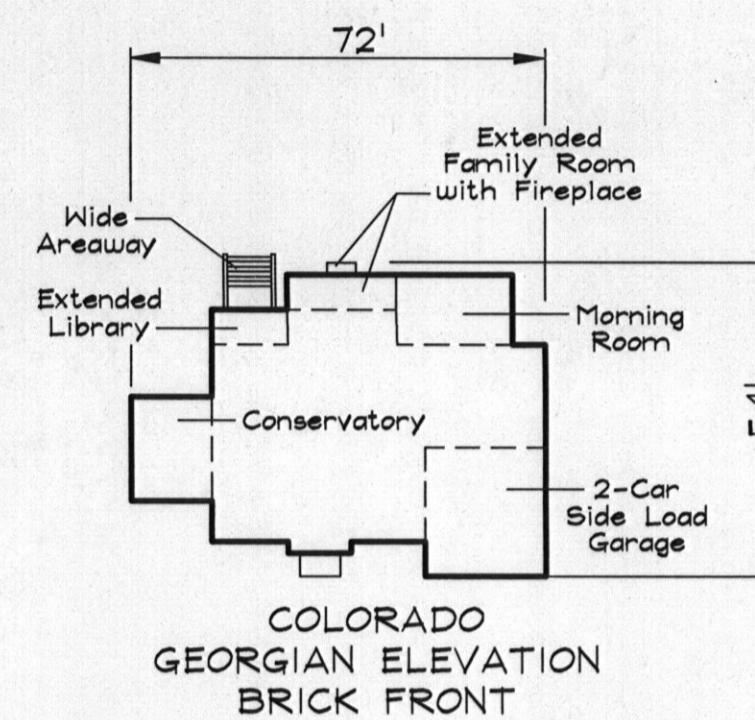 72'
Extended
Family Room
with Fireplace
Wide
Areaway
Extended
Library
Morning
Room
Conservatory
2-Car
Side Load
Garage
COLORADO
GEORGIAN ELEVATION
BRICK FRONT